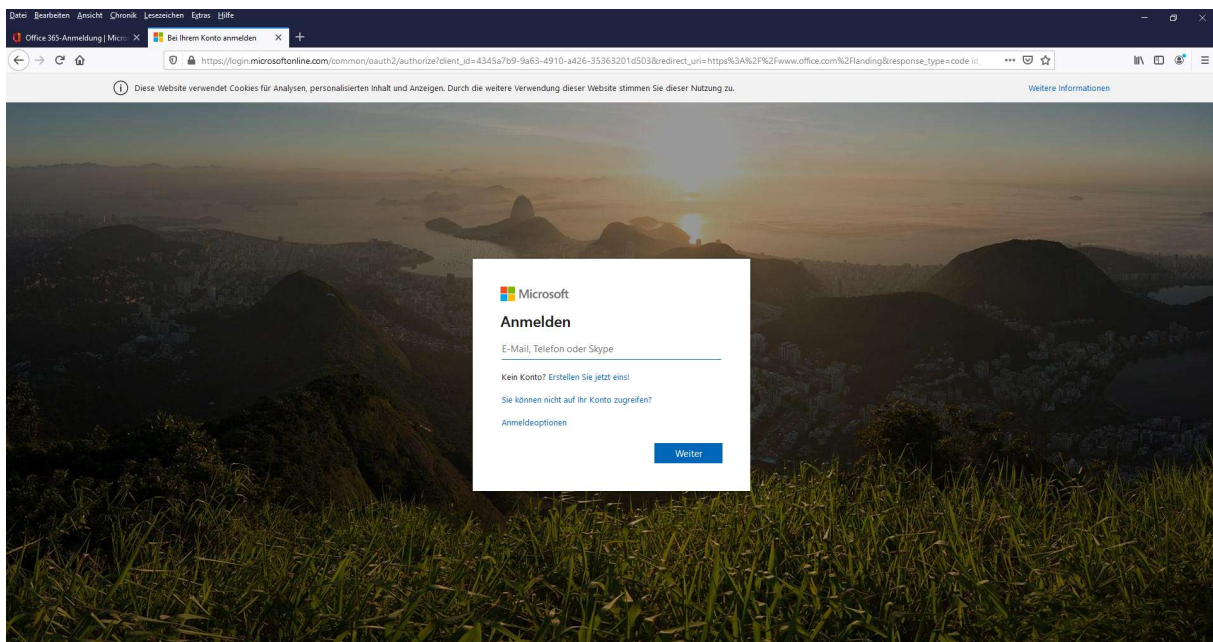 Datei Bearbeiten Ansicht Chronik Lesezeichen Extras Hilfe
Office 365-Anmeldung | Micro
Bei Ihrem Konto anmelden
https://login.microsoftonline.com/common/oauth2/authorize?client_id=4345a7b9-9a63-4910-a426-35363201d503&redirect_uri=https%3A%2F%2Fwww.office.com%2Flanding&response_type=code id_
Diese Website verwendet Cookies für Analysen, personalisierten Inhalt und Anzeigen. Durch die weitere Verwendung dieser Website stimmen Sie dieser Nutzung zu.
Weitere Informationen
Microsoft
Anmelden
E-Mail, Telefon oder Skype
Kein Konto? Erstellen Sie jetzt eins!
Sie können nicht auf Ihr Konto zugreifen?
Anmeldeoptionen
Weiter